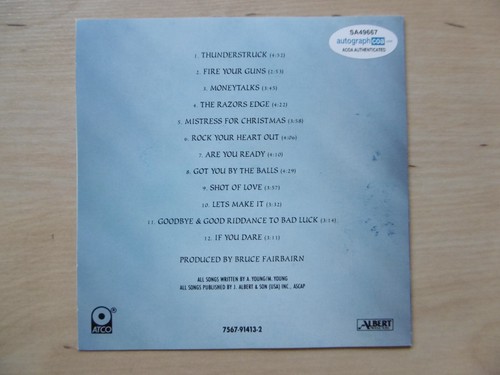 SA49667
autographCOA
ACOA AUTHENTICATED
1. THUNDERSTRUCK (4:52)
2. FIRE YOUR GUNS (2:53)
3. MONEYTALKS (3:45)
4. THE RAZORS EDGE (4:22)
5. MISTRESS FOR CHRISTMAS (3:58)
6. ROCK YOUR HEART OUT (4:06)
7. ARE YOU READY (4:10)
8. GOT YOU BY THE BALLS (4:29)
9. SHOT OF LOVE (3:57)
10. LETS MAKE IT (3:32)
11. GOODBYE & GOOD RIDDANCE TO BAD LUCK (3:14)
12. IF YOU DARE (3:11)
PRODUCED BY BRUCE FAIRBAIRN
ALL SONGS WRITTEN BY A. YOUNG/M. YOUNG
ALL SONGS PUBLISHED BY J. ALBERT & SON (USA) INC., ASCAP
ATCO
7567-91413-2
ALBERT